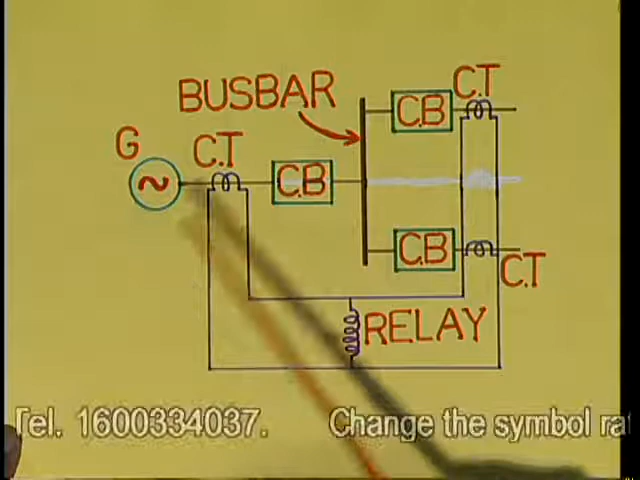 C.T
BUSBAR
C.B
G
C.T
C.B
C.B
C.T
RELAY
Tel. 1600334037. Change the symbol